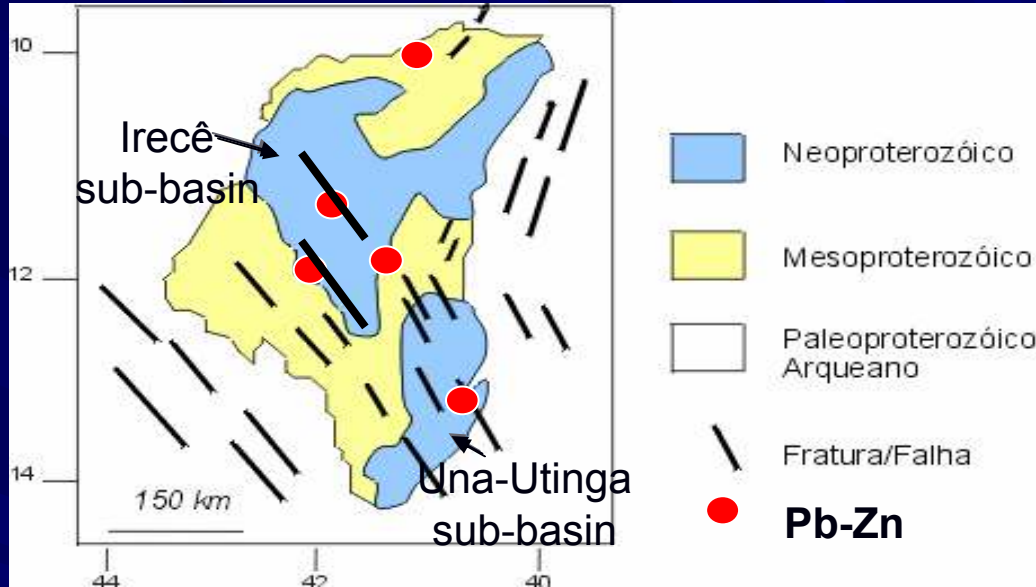 10
12
14
44
42
40
Irecê
sub-basin
Una-Utinga
sub-basin
150 km
Neoproterozóico
Mesoproterozóico
Paleoproterozóico
Arqueano
Fratura/Falha
Pb-Zn